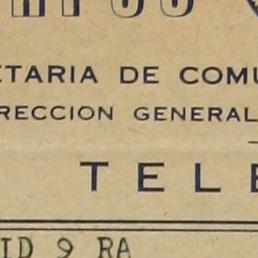 ETARIA DE COMU
RECCION GENERAL
TELE
ID 9 RA